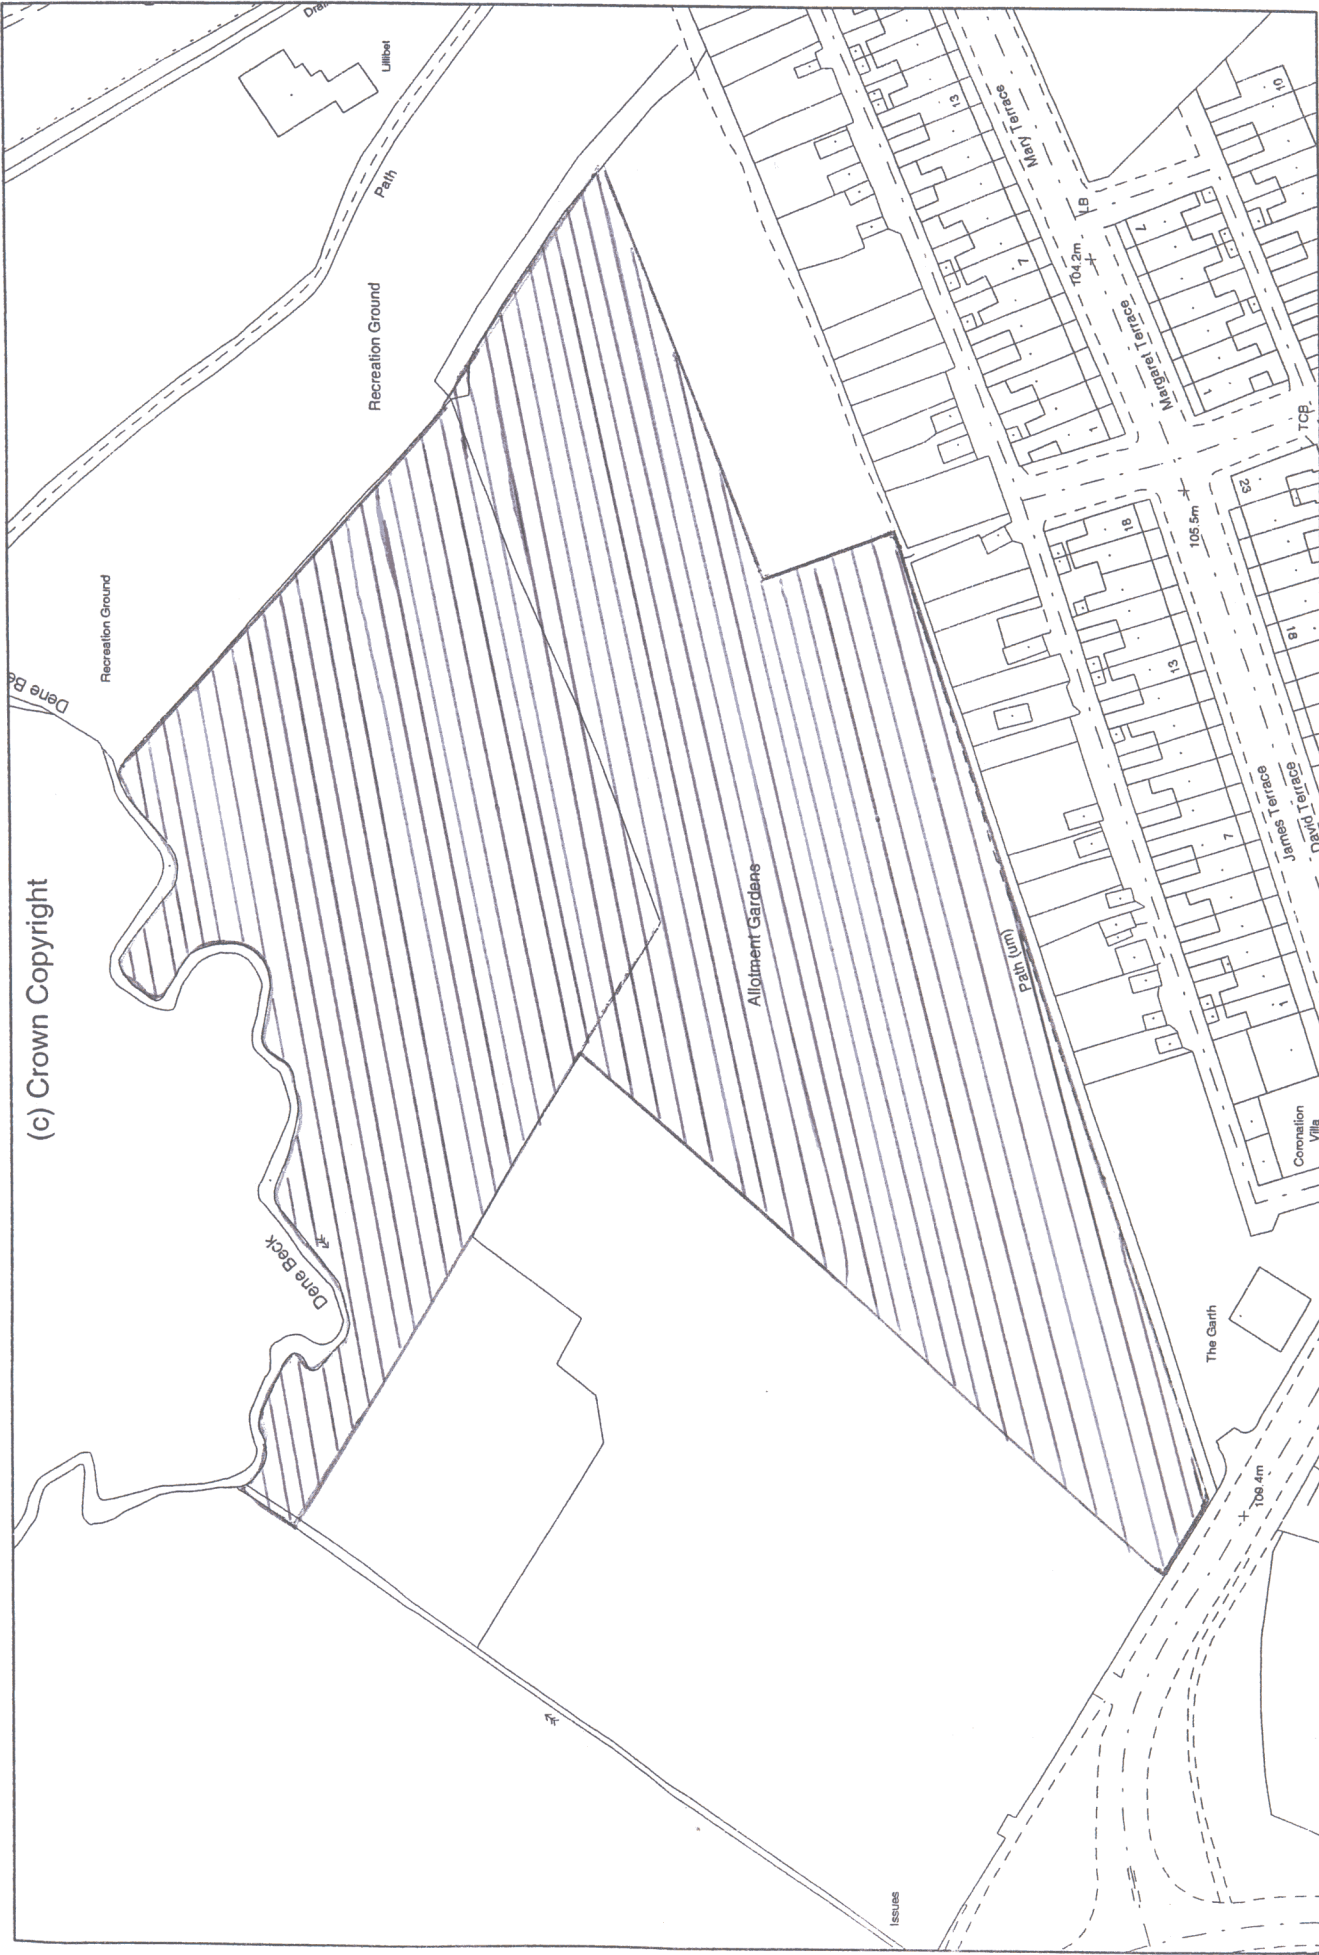 (c) Crown Copyright
Lillibet
Path
Recreation Ground
Recreation Ground
Dene
Dene Beck
Allotment Gardens
Path (um)
Mary Terrace
13
7
LB
104.2m
Margaret Terrace
7
1
10
1
TCB
105.5m
23
18
18
13
7
1
James Terrace
David Terrace
Coronation
Villa
The Garth
109.4m
Issues